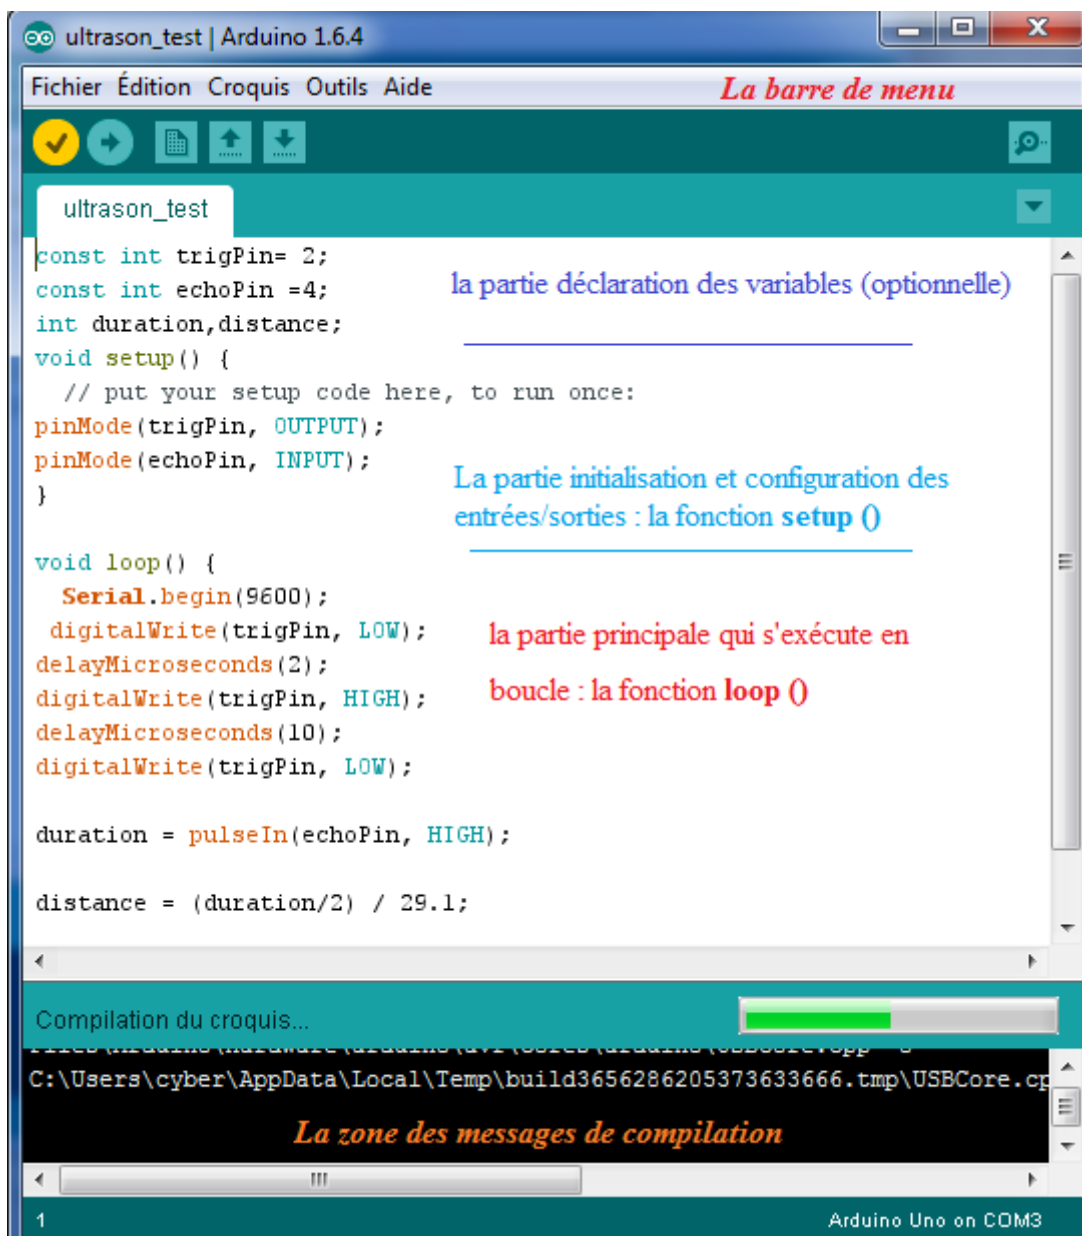 ultrason_test | Arduino 1.6.4
Fichier Édition Croquis Outils Aide
La barre de menu
ultrason_test
const int trigPin= 2;
const int echoPin =4;
la partie déclaration des variables (optionnelle)
int duration,distance;
void setup() {
// put your setup code here, to run once:
pinMode(trigPin, OUTPUT);
pinMode(echoPin, INPUT);
La partie initialisation et configuration des
}
entrées/sorties : la fonction setup ()
void loop() {
Serial.begin(9600);
digitalWrite(trigPin, LOW);
la partie principale qui s'exécute en
delayMicroseconds(2);
digitalWrite(trigPin, HIGH);
boucle : la fonction loop ()
delayMicroseconds(10);
digitalWrite(trigPin, LOW);
duration = pulseIn(echoPin, HIGH);
distance = (duration/2) / 29.1;
Compilation du croquis...
C:\Users\cyber\AppData\Local\Temp\build3656286205373633666.tmp\USBCore.cp
La zone des messages de compilation
1
Arduino Uno on COM3